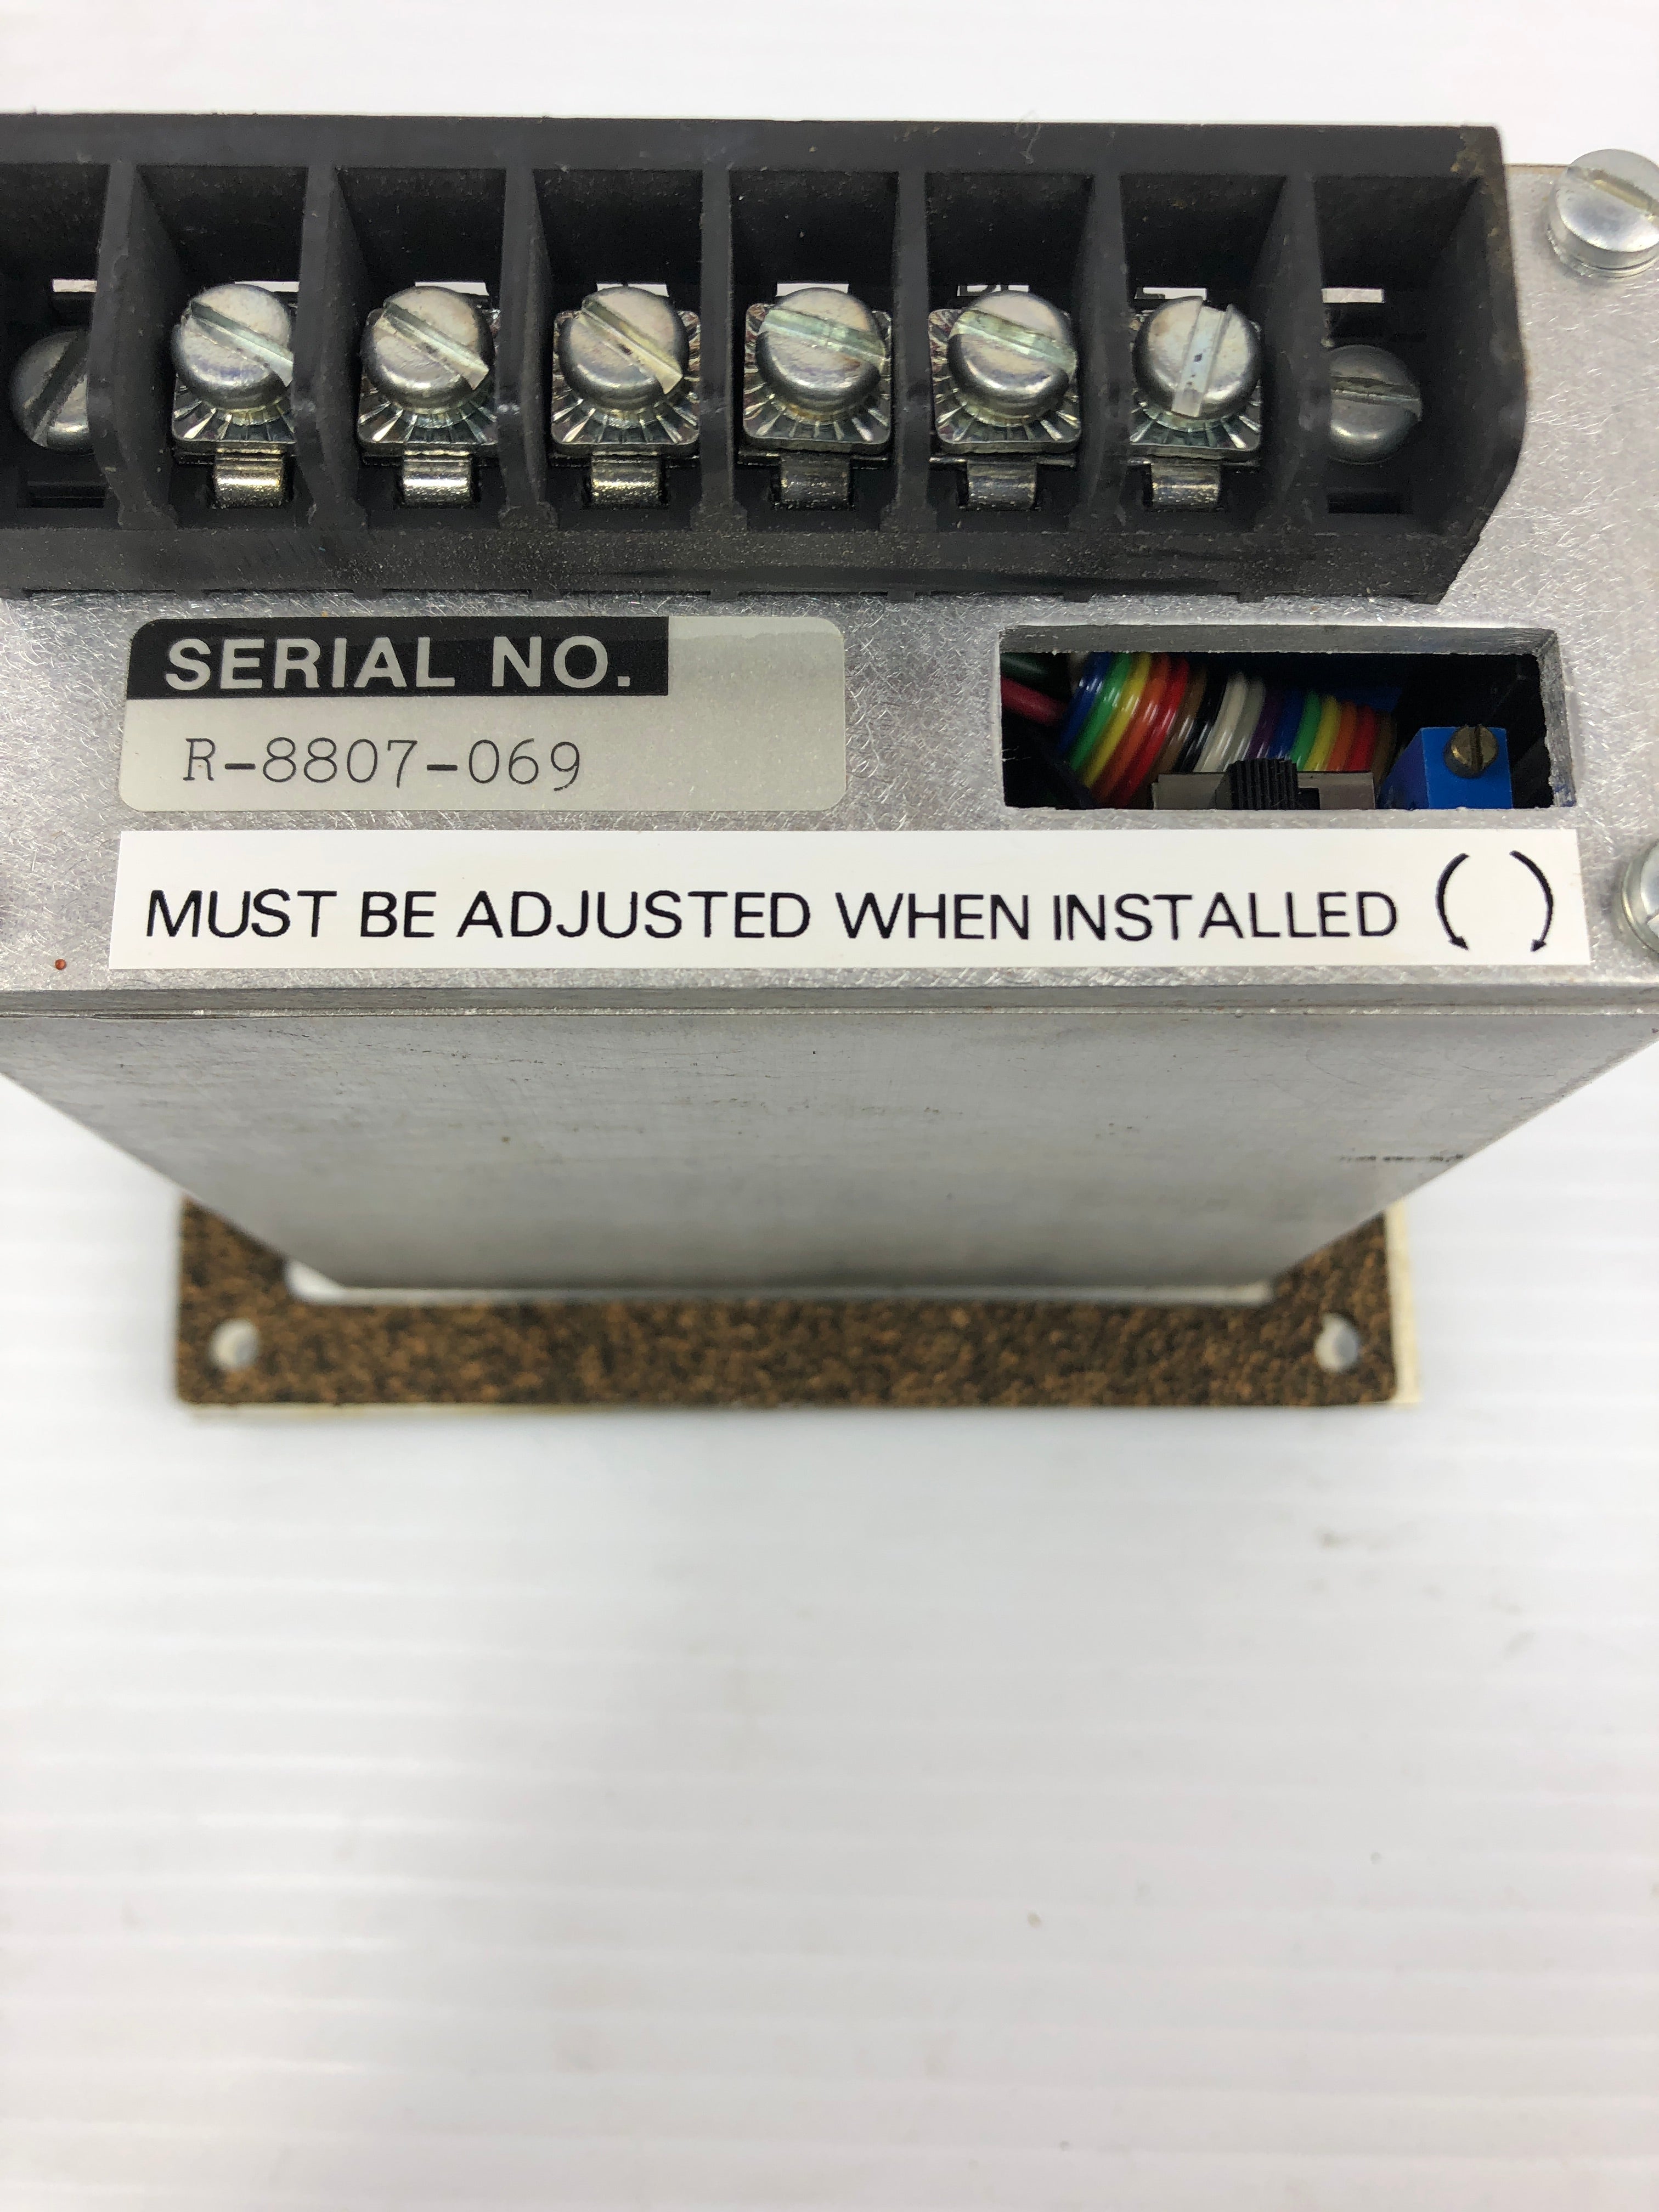 SERIAL NO.
R-8807-069
MUST BE ADJUSTED WHEN INSTALLED